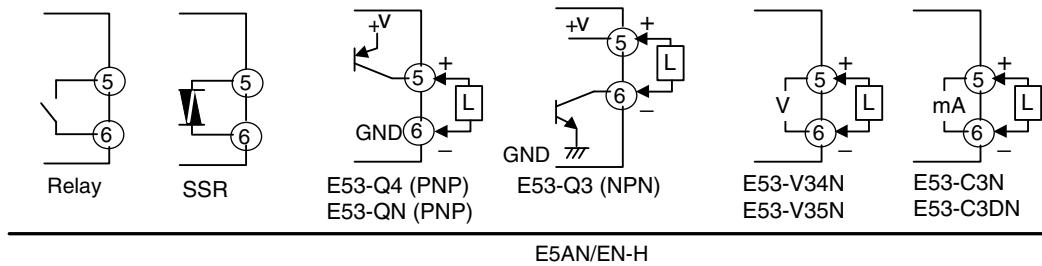 5
6
Relay
5
6
SSR
+V
5
+
L
GND
6
–
E53-Q4 (PNP)
E53-QN (PNP)
+V
5
+
L
6
–
GND
E53-Q3 (NPN)
5
+
V
L
6
–
E53-V34N
E53-V35N
5
+
mA
L
6
–
E53-C3N
E53-C3DN
E5AN/EN-H